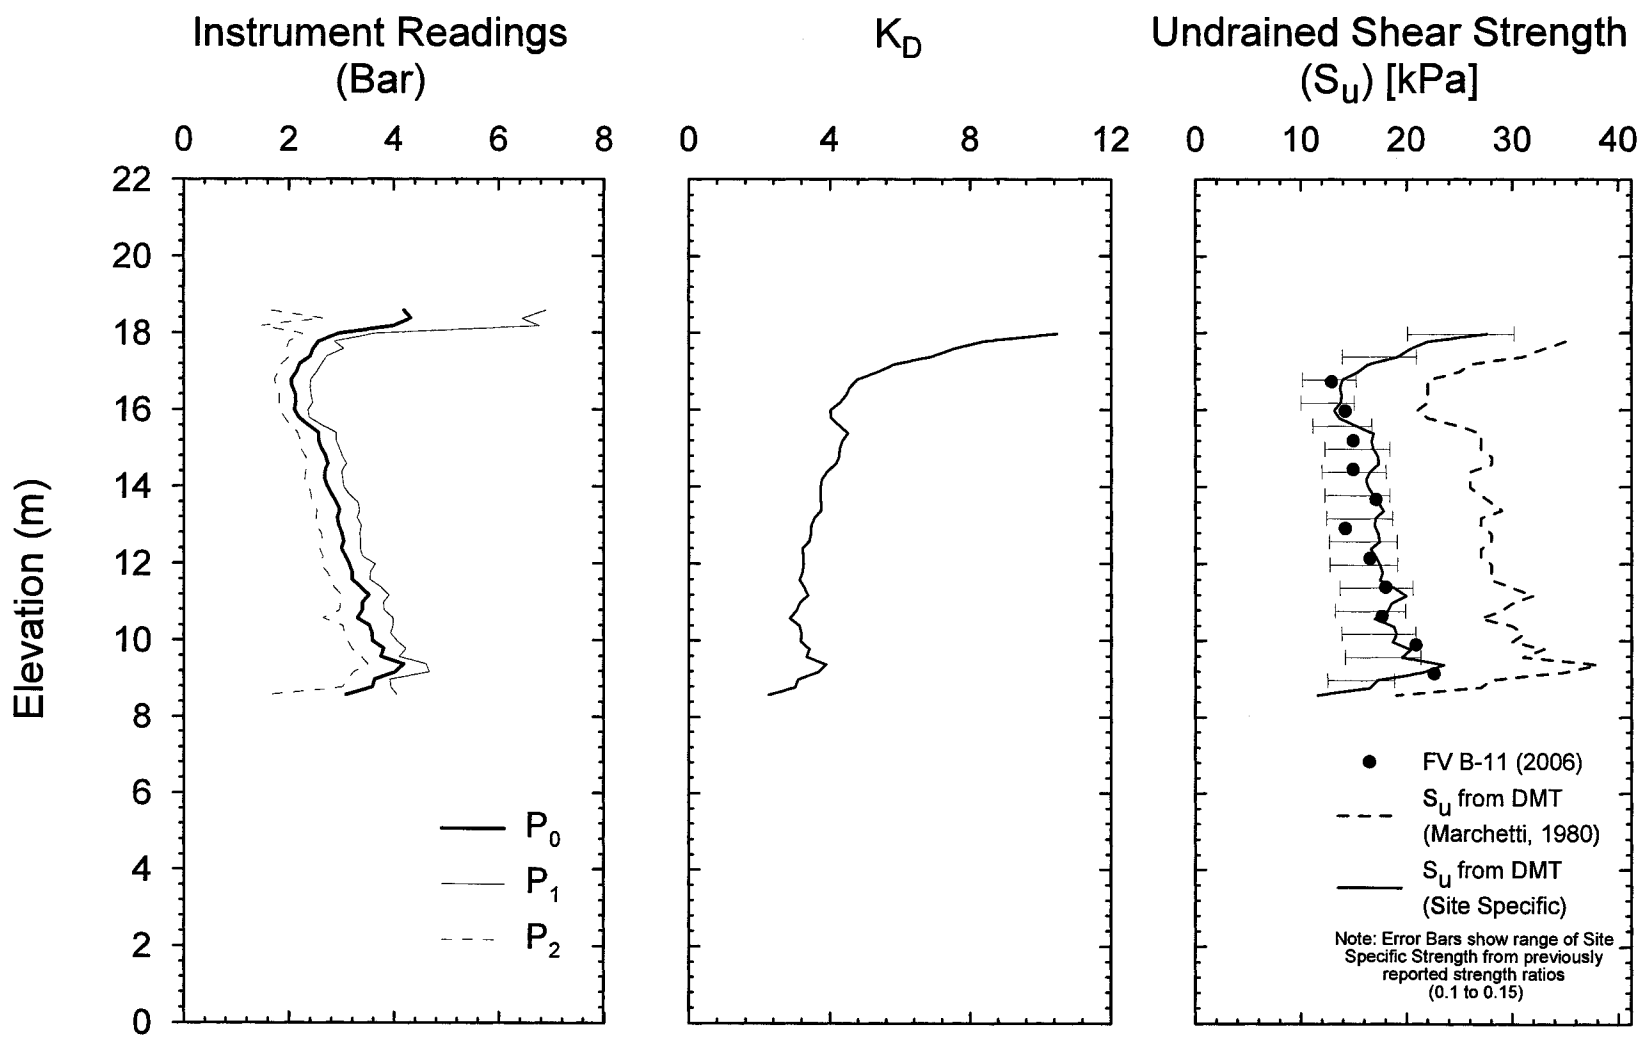 Instrument Readings
(Bar)
K_D
Undrained Shear Strength
(S_u) [kPa]
0 2 4 6 8
0 4 8 12
0 10 20 30 40
22
20
18
16
14
12
10
8
6
4
2
0
Elevation (m)
P_0
P_1
P_2
FV B-11 (2006)
S_u from DMT
(Marchetti, 1980)
S_u from DMT
(Site Specific)
Note: Error Bars show range of Site
Specific Strength from previously
reported strength ratios
(0.1 to 0.15)